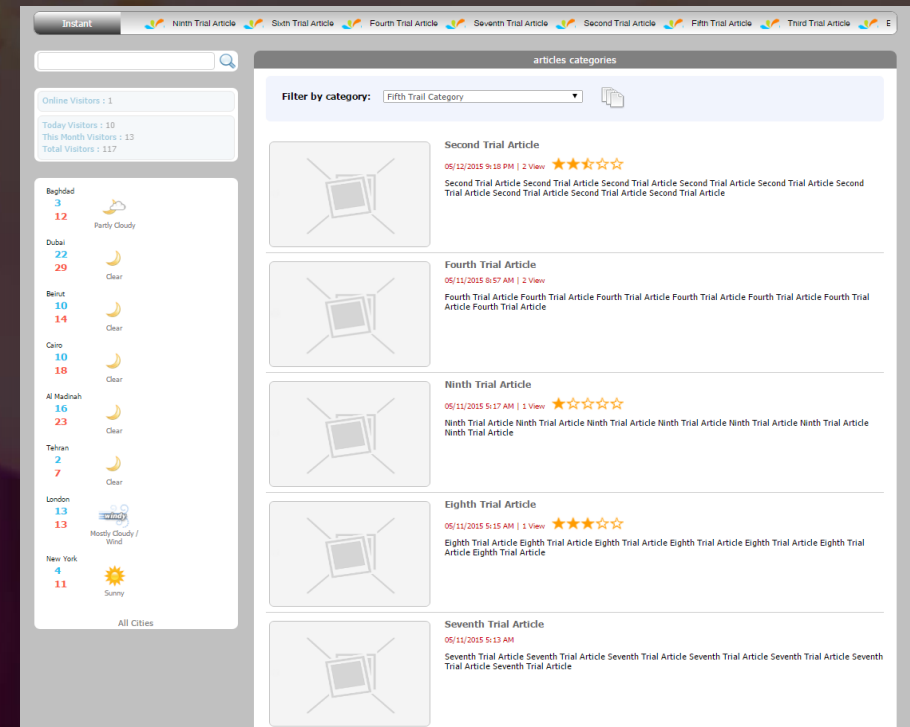 Instant
Ninth Trial Article
Sixth Trial Article
Fourth Trial Article
Seventh Trial Article
Second Trial Article
Fifth Trial Article
Third Trial Article
E
Online Visitors : 1
Today Visitors : 10
This Month Visitors : 13
Total Visitors : 117
Baghdad
3
12
Partly Cloudy
Dubai
22
29
Clear
Beirut
10
14
Clear
Cairo
10
18
Clear
Al Madinah
16
23
Clear
Tehran
2
7
Clear
London
13
13
windy
Mostly Cloudy /
Wind
New York
4
11
Sunny
All Cities
articles categories
Filter by category: Fifth Trail Category
Second Trial Article
05/12/2015 9:18 PM | 2 View
Second Trial Article Second Trial Article Second Trial Article Second Trial Article Second Trial Article Second
Trial Article Second Trial Article Second Trial Article Second Trial Article
Fourth Trial Article
05/11/2015 8:57 AM | 2 View
Fourth Trial Article Fourth Trial Article Fourth Trial Article Fourth Trial Article Fourth Trial Article Fourth Trial
Article Fourth Trial Article
Ninth Trial Article
05/11/2015 5:17 AM | 1 View
Ninth Trial Article Ninth Trial Article Ninth Trial Article Ninth Trial Article Ninth Trial Article Ninth Trial Article
Ninth Trial Article
Eighth Trial Article
05/11/2015 5:15 AM | 1 View
Eighth Trial Article Eighth Trial Article Eighth Trial Article Eighth Trial Article Eighth Trial Article Eighth Trial
Article Eighth Trial Article
Seventh Trial Article
05/11/2015 5:13 AM
Seventh Trial Article Seventh Trial Article Seventh Trial Article Seventh Trial Article Seventh Trial Article Seventh
Trial Article Seventh Trial Article